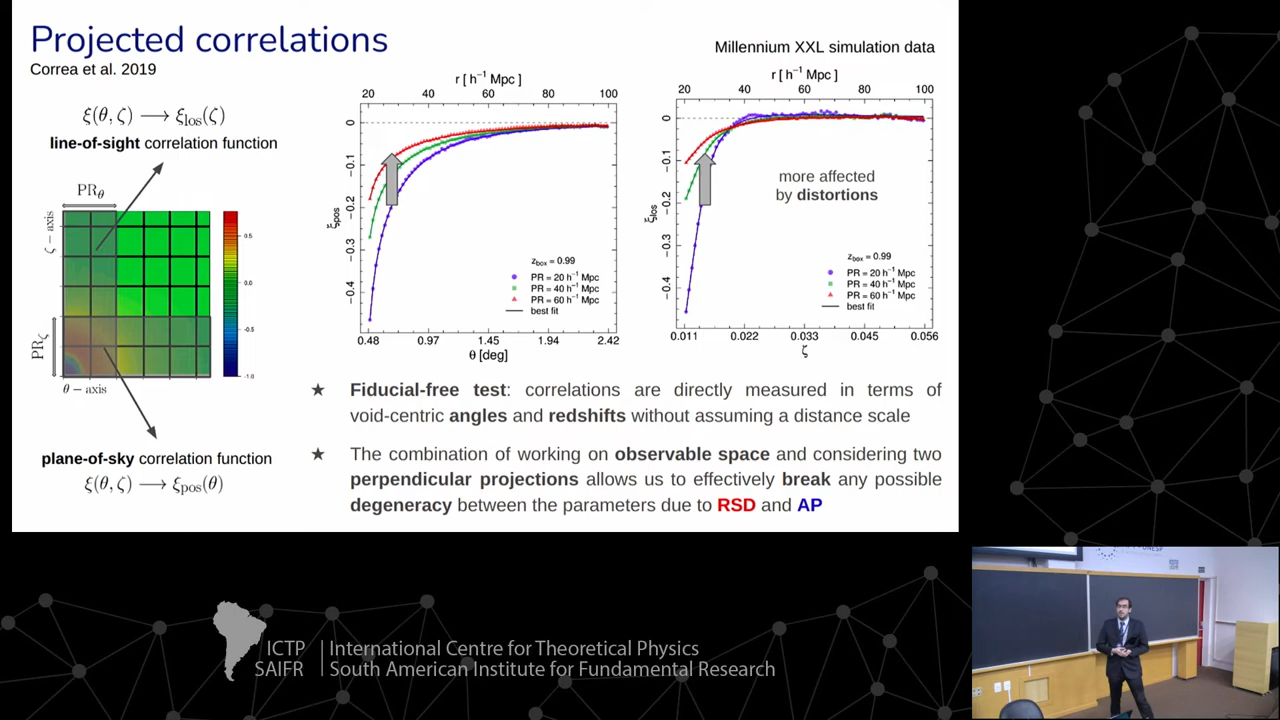 Projected correlations
Correa et al. 2019
Millennium XXL simulation data
ξ(θ, ζ) ⟶ ξlos(ζ)
line-of-sight correlation function
PRθ
ζ − axis
PRζ
θ − axis
0.5
0.0
-0.5
-1.0
plane-of-sky correlation function
ξ(θ, ζ) ⟶ ξpos(θ)
r [ h⁻¹ Mpc ]
20 40 60 80 100
0
−0.1
−0.2
−0.3
−0.4
ξpos
zbox = 0.99
PR = 20 h⁻¹ Mpc
PR = 40 h⁻¹ Mpc
PR = 60 h⁻¹ Mpc
best fit
0.48 0.97 1.45 1.94 2.42
θ [deg]
r [ h⁻¹ Mpc ]
20 40 60 80 100
0
−0.1
−0.2
−0.3
−0.4
ξlos
more affected
by distortions
zbox = 0.99
PR = 20 h⁻¹ Mpc
PR = 40 h⁻¹ Mpc
PR = 60 h⁻¹ Mpc
best fit
0.011 0.022 0.033 0.045 0.056
ζ
★ Fiducial-free test: correlations are directly measured in terms of
void-centric angles and redshifts without assuming a distance scale
★ The combination of working on observable space and considering two
perpendicular projections allows us to effectively break any possible
degeneracy between the parameters due to RSD and AP
ICTP
SAIFR
International Centre for Theoretical Physics
South American Institute for Fundamental Research